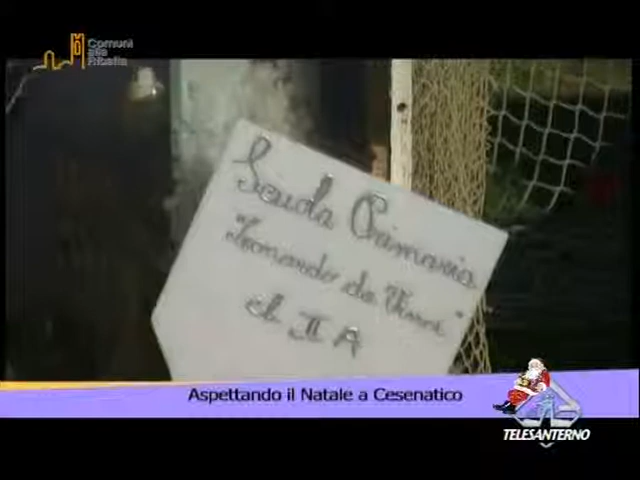 Comuni
alla
Ribalta
Scuola Primaria
"Leonardo da Vinci"
cl II A
Aspettando il Natale a Cesenatico
TELESANTERNO